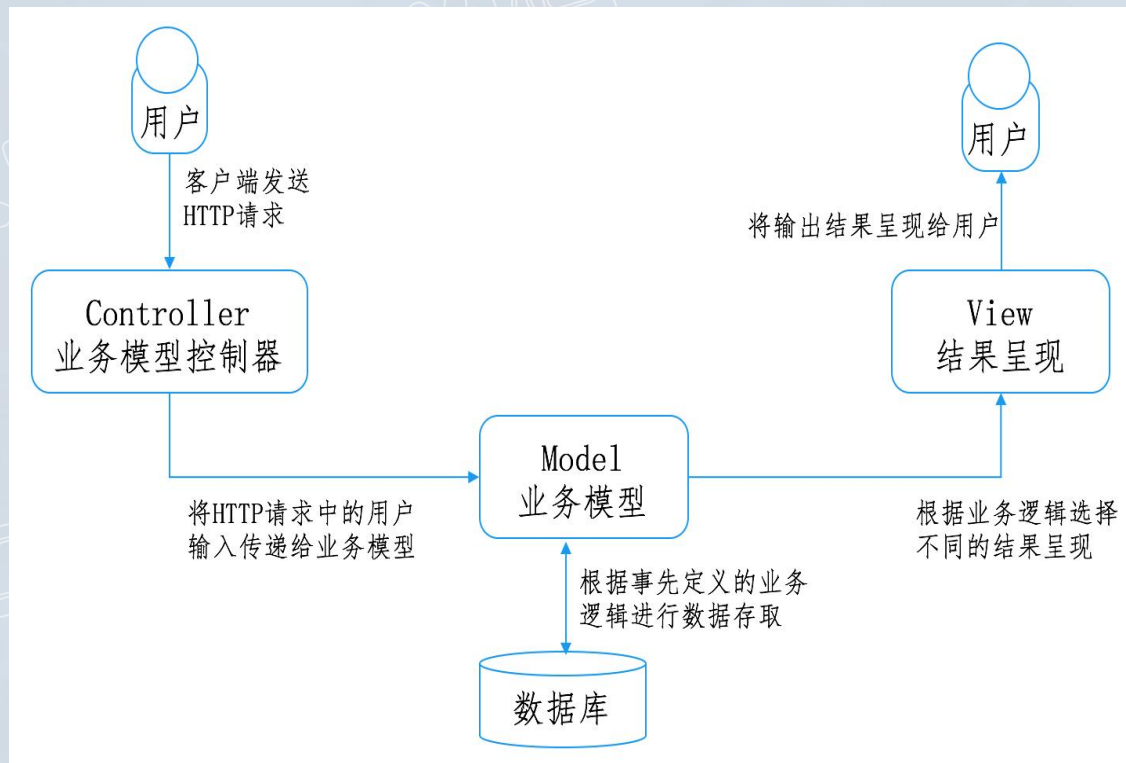 用户
客户端发送
HTTP请求
Controller
业务模型控制器
将HTTP请求中的用户
输入传递给业务模型
Model
业务模型
根据事先定义的业务
逻辑进行数据存取
数据库
根据业务逻辑选择
不同的结果呈现
View
结果呈现
将输出结果呈现给用户
用户